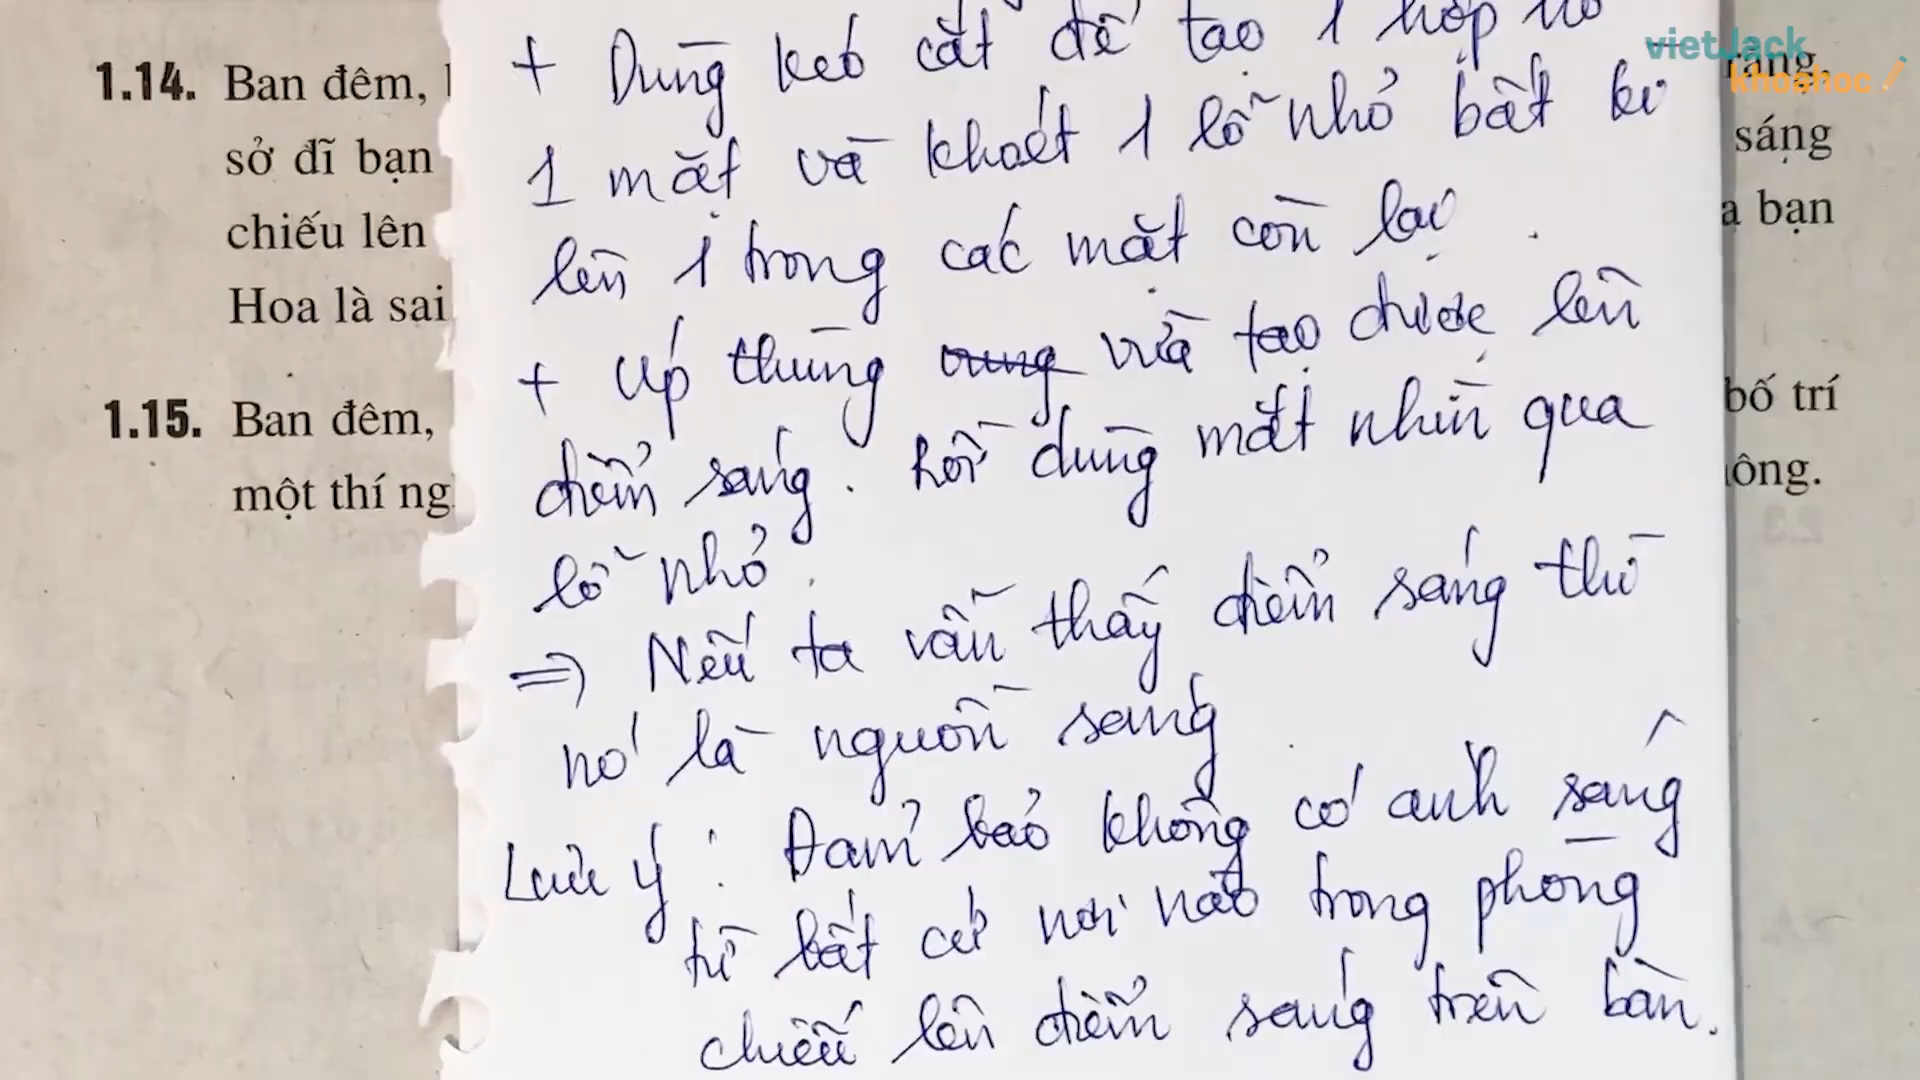 vietJack
khoahoc
1.14. Ban đêm,
sở đĩ bạn
chiếu lên
Hoa là sai
1.15. Ban đêm,
một thí ng
+ Dùng kéo cắt để tạo 1 hộp
1 mặt và khoét 1 lỗ nhỏ bất kì
lên 1 trong các mặt còn lại.
+ Úp thùng vừa tạo được lên
điểm sáng. Rồi dùng mắt nhìn qua
lỗ nhỏ.
=> Nếu ta vẫn thấy điểm sáng thì
nó là nguồn sáng
Lưu ý: Đảm bảo không có ánh sáng
từ bất cứ nơi nào trong phòng
chiếu lên điểm sáng trên bàn.
sáng
bạn
bố trí